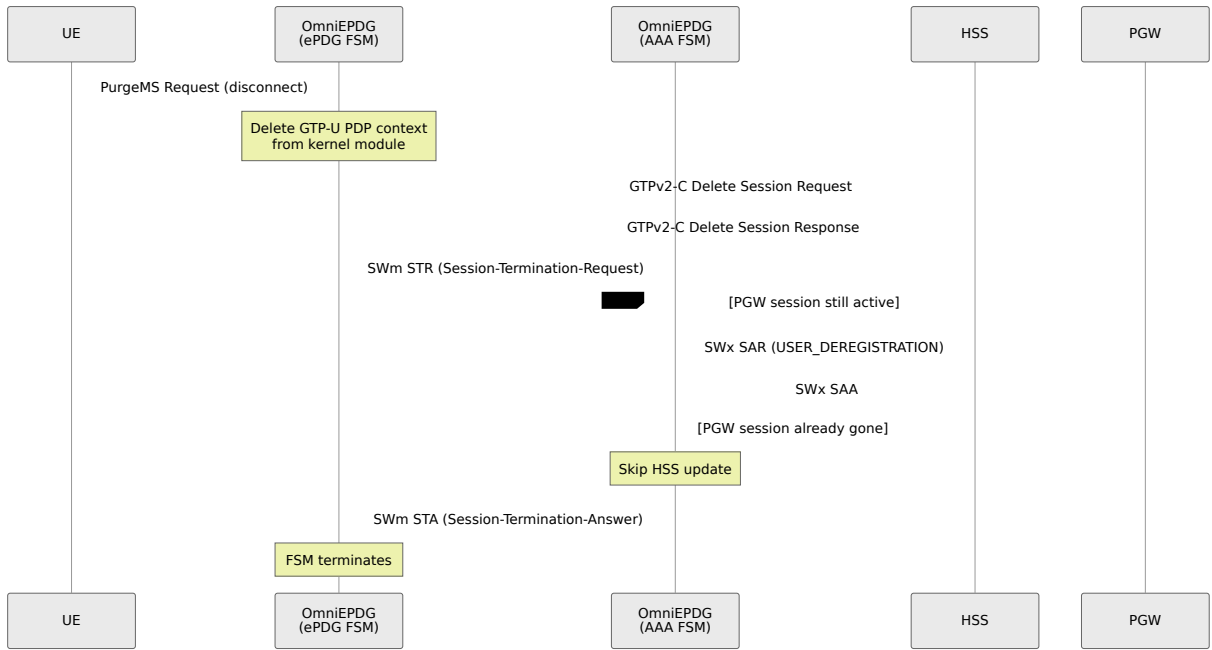 UE
OmniEPDG
(ePDG FSM)
OmniEPDG
(AAA FSM)
HSS
PGW
PurgeMS Request (disconnect)
Delete GTP-U PDP context
from kernel module
GTPv2-C Delete Session Request
GTPv2-C Delete Session Response
SWm STR (Session-Termination-Request)
[PGW session still active]
SWx SAR (USER_DEREGISTRATION)
SWx SAA
[PGW session already gone]
Skip HSS update
SWm STA (Session-Termination-Answer)
FSM terminates
UE
OmniEPDG
(ePDG FSM)
OmniEPDG
(AAA FSM)
HSS
PGW